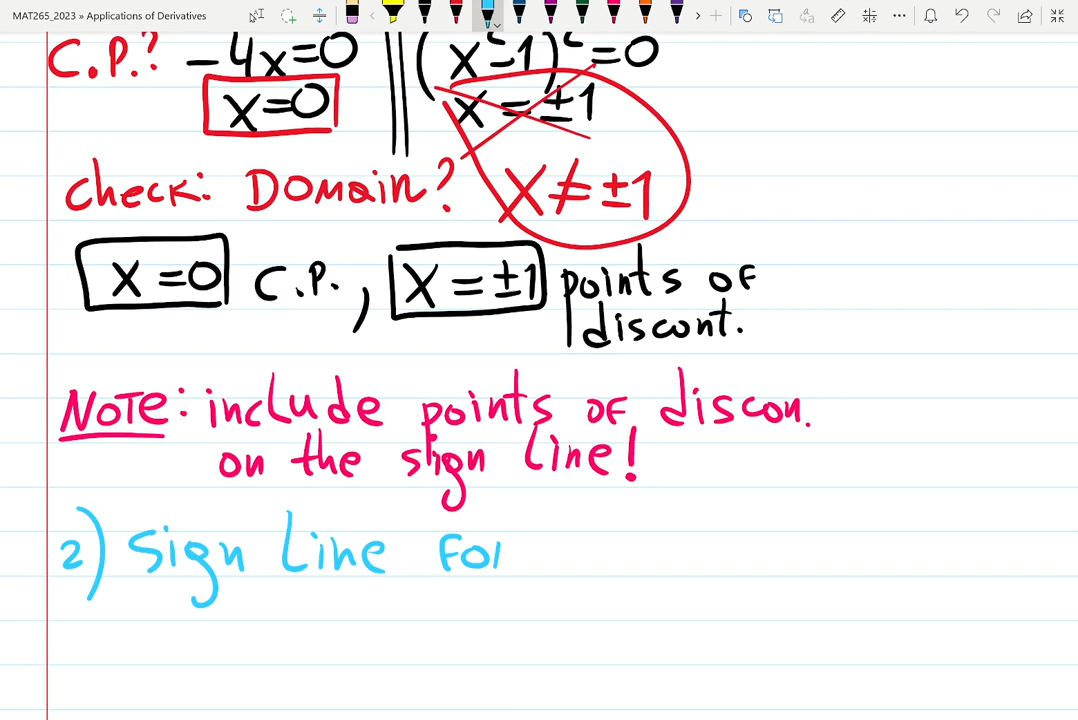 MAT265_2023 » Applications of Derivatives
C.P.? -4x=0 || (x²-1)²=0
x=0 x = ±1
Check: Domain? X ≠ ±1
X=0 C.P., X = ±1 points of
discont.
NOTE: include points of discon.
on the sign line!
2) Sign Line For